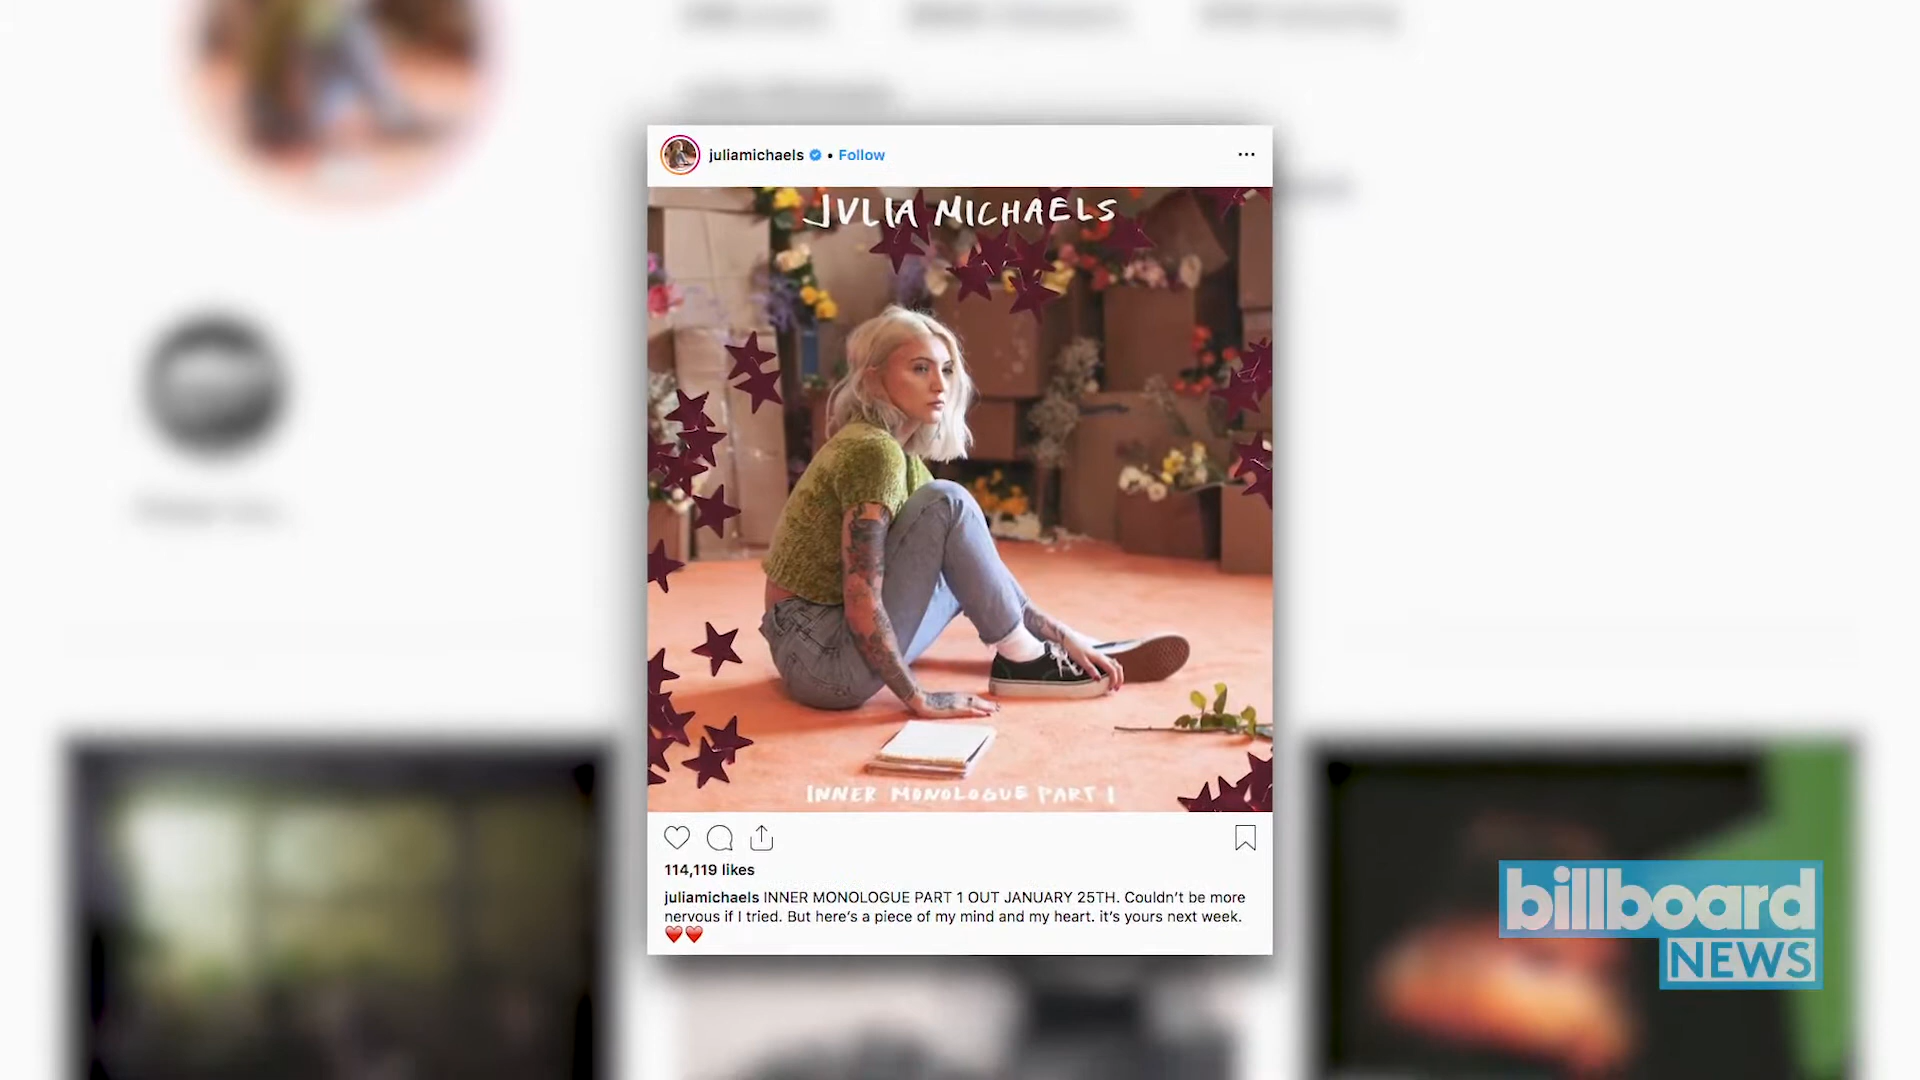 juliamichaels • Follow
JULIA MICHAELS
INNER MONOLOGUE PART 1
114,119 likes
juliamichaels INNER MONOLOGUE PART 1 OUT JANUARY 25TH. Couldn't be more
nervous if I tried. But here's a piece of my mind and my heart. it's yours next week.
❤️❤️
billboard
NEWS